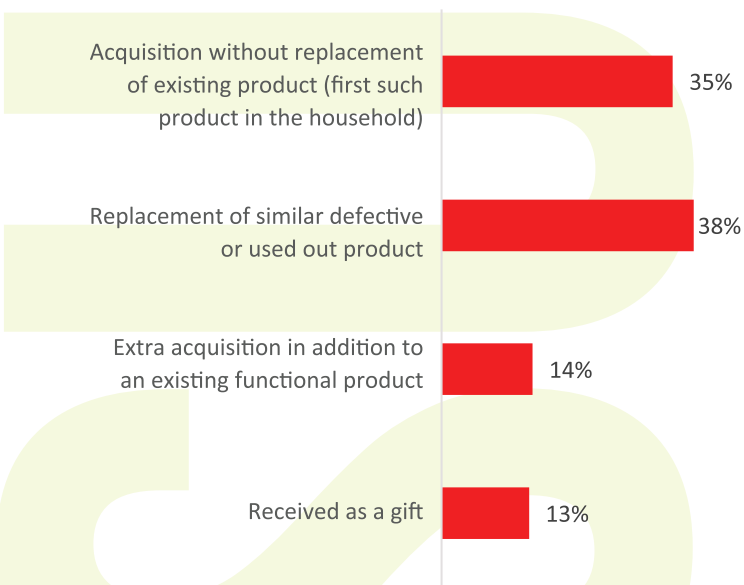 Acquisition without replacement
of existing product (first such
product in the household)
35%
Replacement of similar defective
or used out product
38%
Extra acquisition in addition to
an existing functional product
14%
Received as a gift
13%